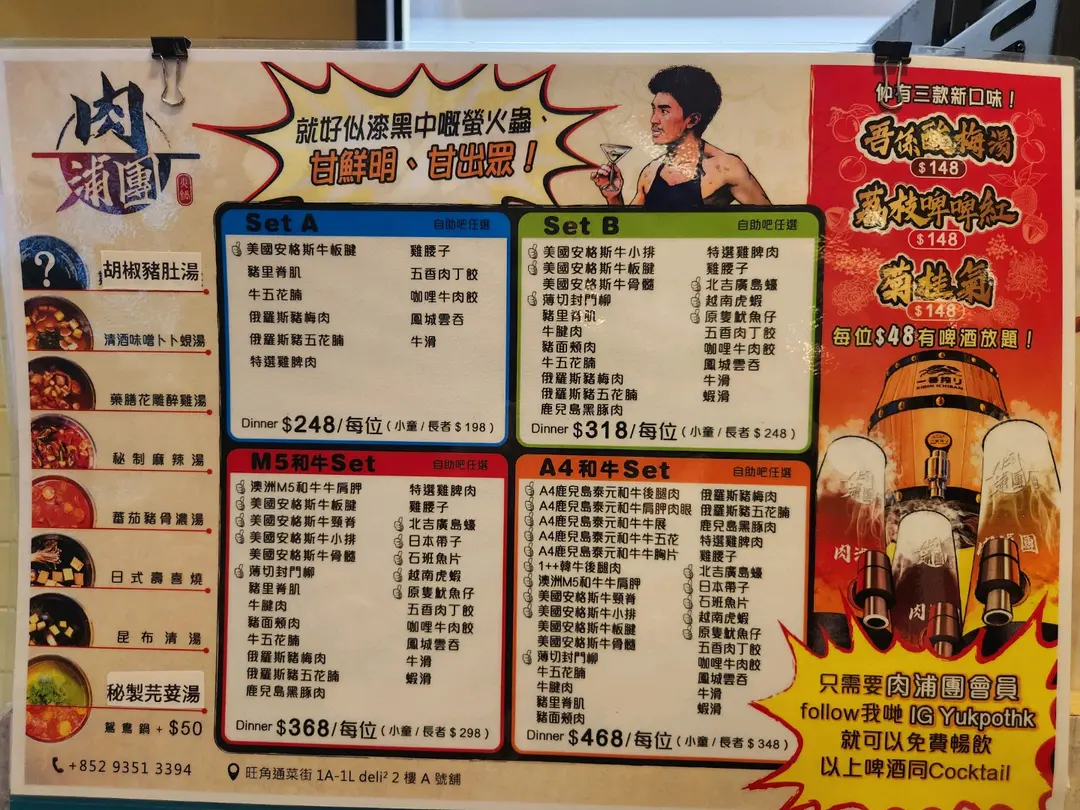 肉
浦團
就好似漆黑中嘅螢火蟲、
甘鮮明、甘出眾！
仲有三款新口味！
吾係酸梅湯
$148
荔枝啤啤紅
$148
菊桂氣
$148
每位$48有啤酒放題！
一番搾り
KIRIN ICHIBAN
?
胡椒豬肚湯
清酒味噌卜卜蜆湯
藥膳花雕醉雞湯
秘制麻辣湯
蕃茄豬骨濃湯
日式壽喜燒
昆布清湯
秘製芫荽湯
鴛鴦鍋 + $50
Set A 自助吧任選
美國安格斯牛板腱
豬里脊肌
牛五花腩
俄羅斯豬梅肉
俄羅斯豬五花腩
特選雞脾肉
雞腰子
五香肉丁餃
咖哩牛肉餃
鳳城雲吞
牛滑
Dinner $248/每位 (小童/長者$198)
Set B 自助吧任選
美國安格斯牛小排
美國安格斯牛板腱
美國安格斯牛骨髓
薄切封門柳
豬里脊肌
牛腱肉
豬面頰肉
牛五花腩
俄羅斯豬梅肉
俄羅斯豬五花腩
鹿兒島黑豚肉
特選雞脾肉
雞腰子
北吉廣島蠔
越南虎蝦
原隻魷魚仔
五香肉丁餃
咖哩牛肉餃
鳳城雲吞
牛滑
蝦滑
Dinner $318/每位 (小童/長者$248)
M5和牛Set 自助吧任選
澳洲M5和牛牛肩胛
美國安格斯牛板腱
美國安格斯牛頸脊
美國安格斯牛小排
美國安格斯牛骨髓
薄切封門柳
豬里脊肌
牛腱肉
豬面頰肉
牛五花腩
俄羅斯豬梅肉
俄羅斯豬五花腩
鹿兒島黑豚肉
特選雞脾肉
雞腰子
北吉廣島蠔
日本帶子
石班魚片
越南虎蝦
原隻魷魚仔
五香肉丁餃
咖哩牛肉餃
鳳城雲吞
牛滑
蝦滑
Dinner $368/每位 (小童/長者$298)
A4和牛Set 自助吧任選
A4鹿兒島泰元和牛後腿肉
A4鹿兒島泰元和牛肩胛肉眼
A4鹿兒島泰元和牛牛展
A4鹿兒島泰元和牛牛五花
A4鹿兒島泰元和牛牛胸片
1++韓牛後腿肉
澳洲M5和牛牛肩胛
美國安格斯牛頸脊
美國安格斯牛小排
美國安格斯牛板腱
美國安格斯牛骨髓
薄切封門柳
牛五花腩
牛腱肉
豬里脊肌
豬面頰肉
俄羅斯豬梅肉
俄羅斯豬五花腩
鹿兒島黑豚肉
特選雞脾肉
雞腰子
北吉廣島蠔
日本帶子
石班魚片
越南虎蝦
原隻魷魚仔
五香肉丁餃
咖哩牛肉餃
鳳城雲吞
牛滑
蝦滑
Dinner $468/每位 (小童/長者$348)
只需要肉浦團會員
follow我哋 IG Yukpothk
就可以免費暢飲
以上啤酒同Cocktail
+852 9351 3394
旺角通菜街 1A-1L deli² 2 樓 A 號舖